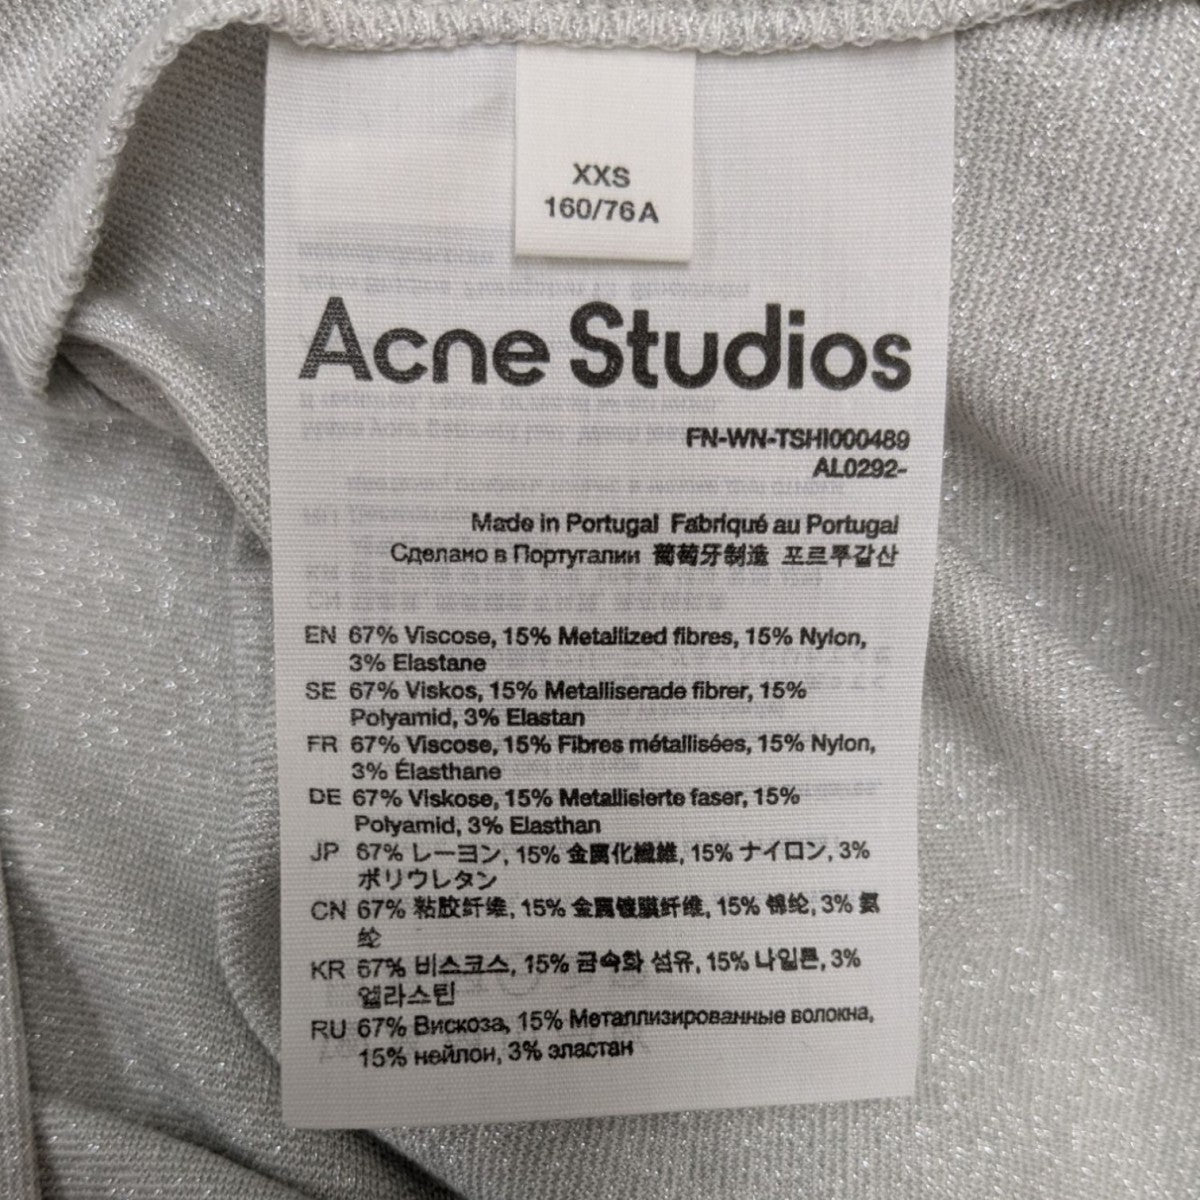 XXS
160/76A
Acne Studios
FN-WN-TSHI000489
AL0292-
Made in Portugal Fabriqué au Portugal
Сделано в Португалии 葡萄牙制造 포르투갈산
EN 67% Viscose, 15% Metallized fibres, 15% Nylon,
3% Elastane
SE 67% Viskos, 15% Metalliserade fibrer, 15%
Polyamid, 3% Elastan
FR 67% Viscose, 15% Fibres métallisées, 15% Nylon,
3% Élasthane
DE 67% Viskose, 15% Metallisierte faser, 15%
Polyamid, 3% Elasthan
JP 67% レーヨン, 15% 金属化繊維, 15% ナイロン, 3%
ポリウレタン
CN 67% 粘胶纤维, 15% 金属镀膜纤维, 15% 锦纶, 3% 氨
纶
KR 67% 비스코스, 15% 금속화 섬유, 15% 나일론, 3%
엘라스틴
RU 67% Вискоза, 15% Металлизированные волокна,
15% нейлон, 3% эластан